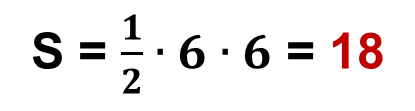 S = 1/2 · 6 · 6 = 18